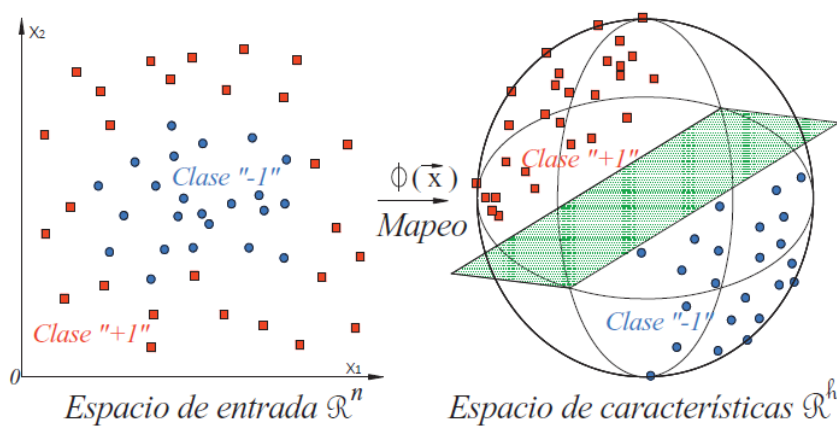 X2
Clase "-1"
Clase "+1"
0
X1
Espacio de entrada ℜⁿ
ϕ(x⃗)
Mapeo
Clase "+1"
Clase "-1"
Espacio de características ℜʰ